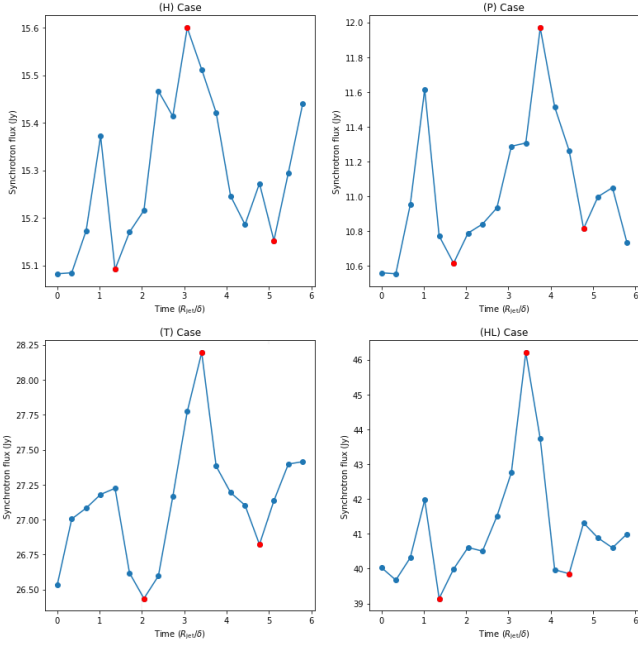 (H) Case
15.6
15.5
15.4
15.3
15.2
15.1
Synchrotron flux (Jy)
0 1 2 3 4 5 6
Time (R_jet/δ)
(P) Case
12.0
11.8
11.6
11.4
11.2
11.0
10.8
10.6
Synchrotron flux (Jy)
0 1 2 3 4 5 6
Time (R_jet/δ)
(T) Case
28.25
28.00
27.75
27.50
27.25
27.00
26.75
26.50
Synchrotron flux (Jy)
0 1 2 3 4 5 6
Time (R_jet/δ)
(HL) Case
46
45
44
43
42
41
40
39
Synchrotron flux (Jy)
0 1 2 3 4 5 6
Time (R_jet/δ)